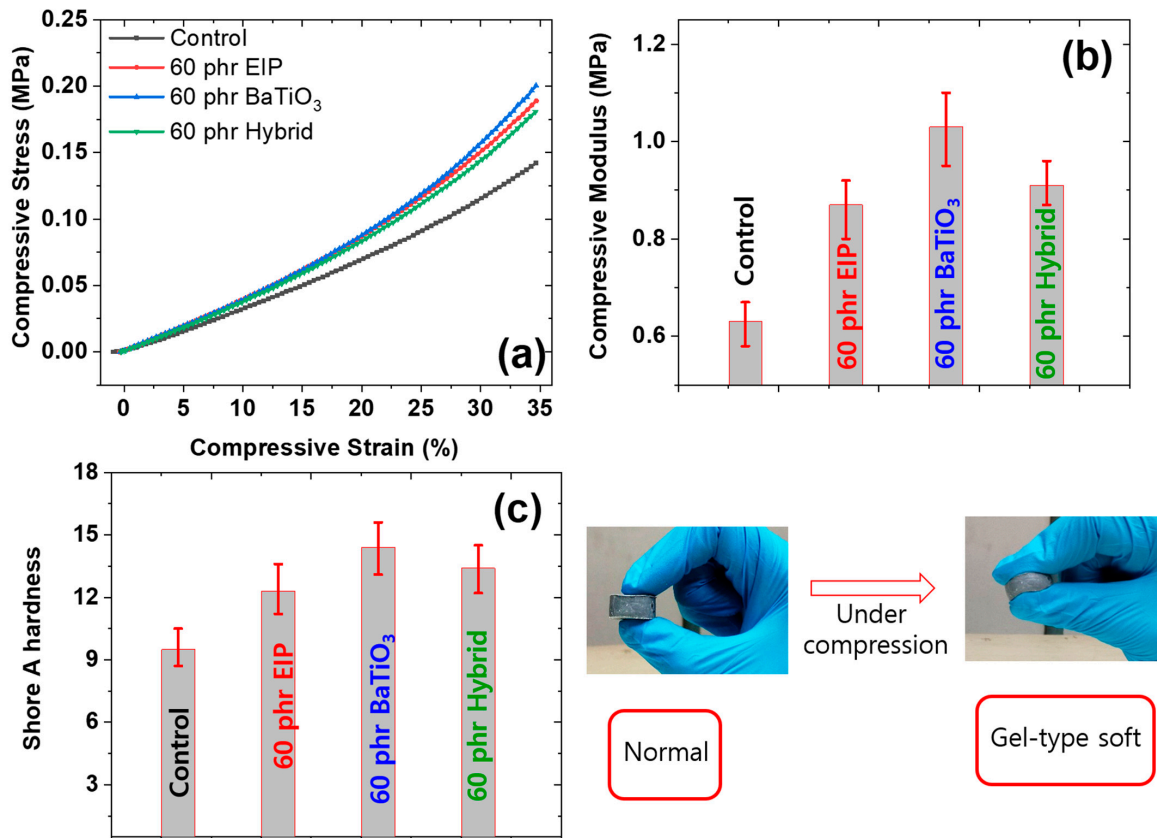 0.25
0.20
0.15
0.10
0.05
0.00
Compressive Stress (MPa)
Control
60 phr EIP
60 phr BaTiO₃
60 phr Hybrid
(a)
0
5
10
15
20
25
30
35
Compressive Strain (%)
1.2
1.0
0.8
0.6
Compressive Modulus (MPa)
(b)
Control
60 phr EIP
60 phr BaTiO₃
60 phr Hybrid
18
15
12
9
6
3
Shore A hardness
(c)
Control
60 phr EIP
60 phr BaTiO₃
60 phr Hybrid
Under
compression
Normal
Gel-type soft